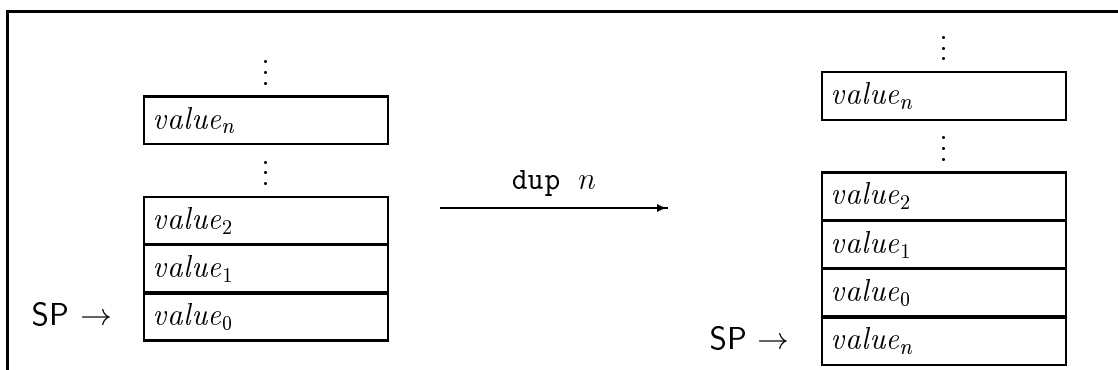 ⋮
value_n
⋮
value_2
value_1
SP → value_0
dup n
⋮
value_n
⋮
value_2
value_1
value_0
SP → value_n